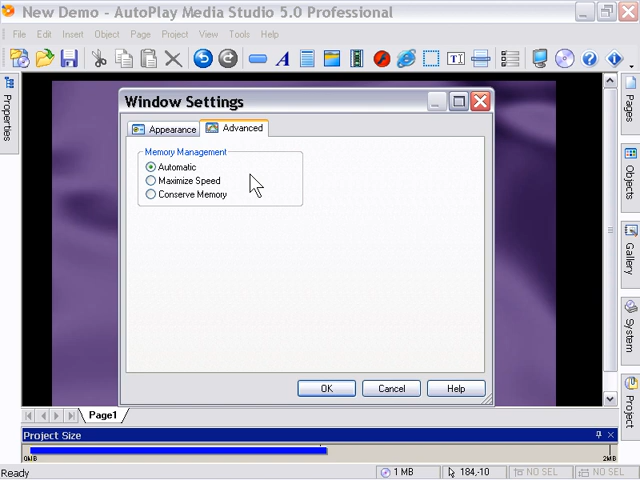 New Demo - AutoPlay Media Studio 5.0 Professional
File Edit Insert Object Page Project View Tools Help
Properties
Window Settings
Appearance Advanced
Memory Management
Automatic
Maximize Speed
Conserve Memory
OK Cancel Help
Pages
Objects
Gallery
System
Project
Page1
Project Size
0MB 2MB
Ready 1 MB 184,-10 NO SEL NO SEL